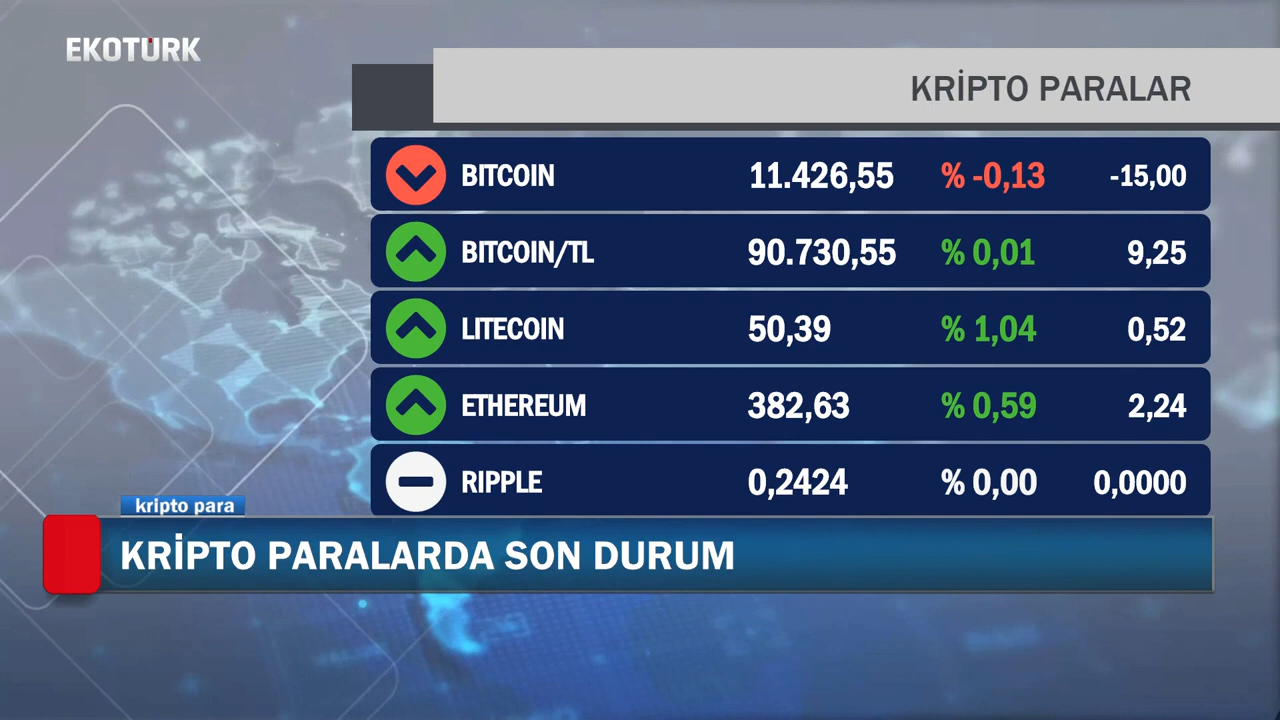 EKOTÜRK
KRİPTO PARALAR
BITCOIN 11.426,55 % -0,13 -15,00
BITCOIN/TL 90.730,55 % 0,01 9,25
LITECOIN 50,39 % 1,04 0,52
ETHEREUM 382,63 % 0,59 2,24
RIPPLE 0,2424 % 0,00 0,0000
kripto para
KRİPTO PARALARDA SON DURUM